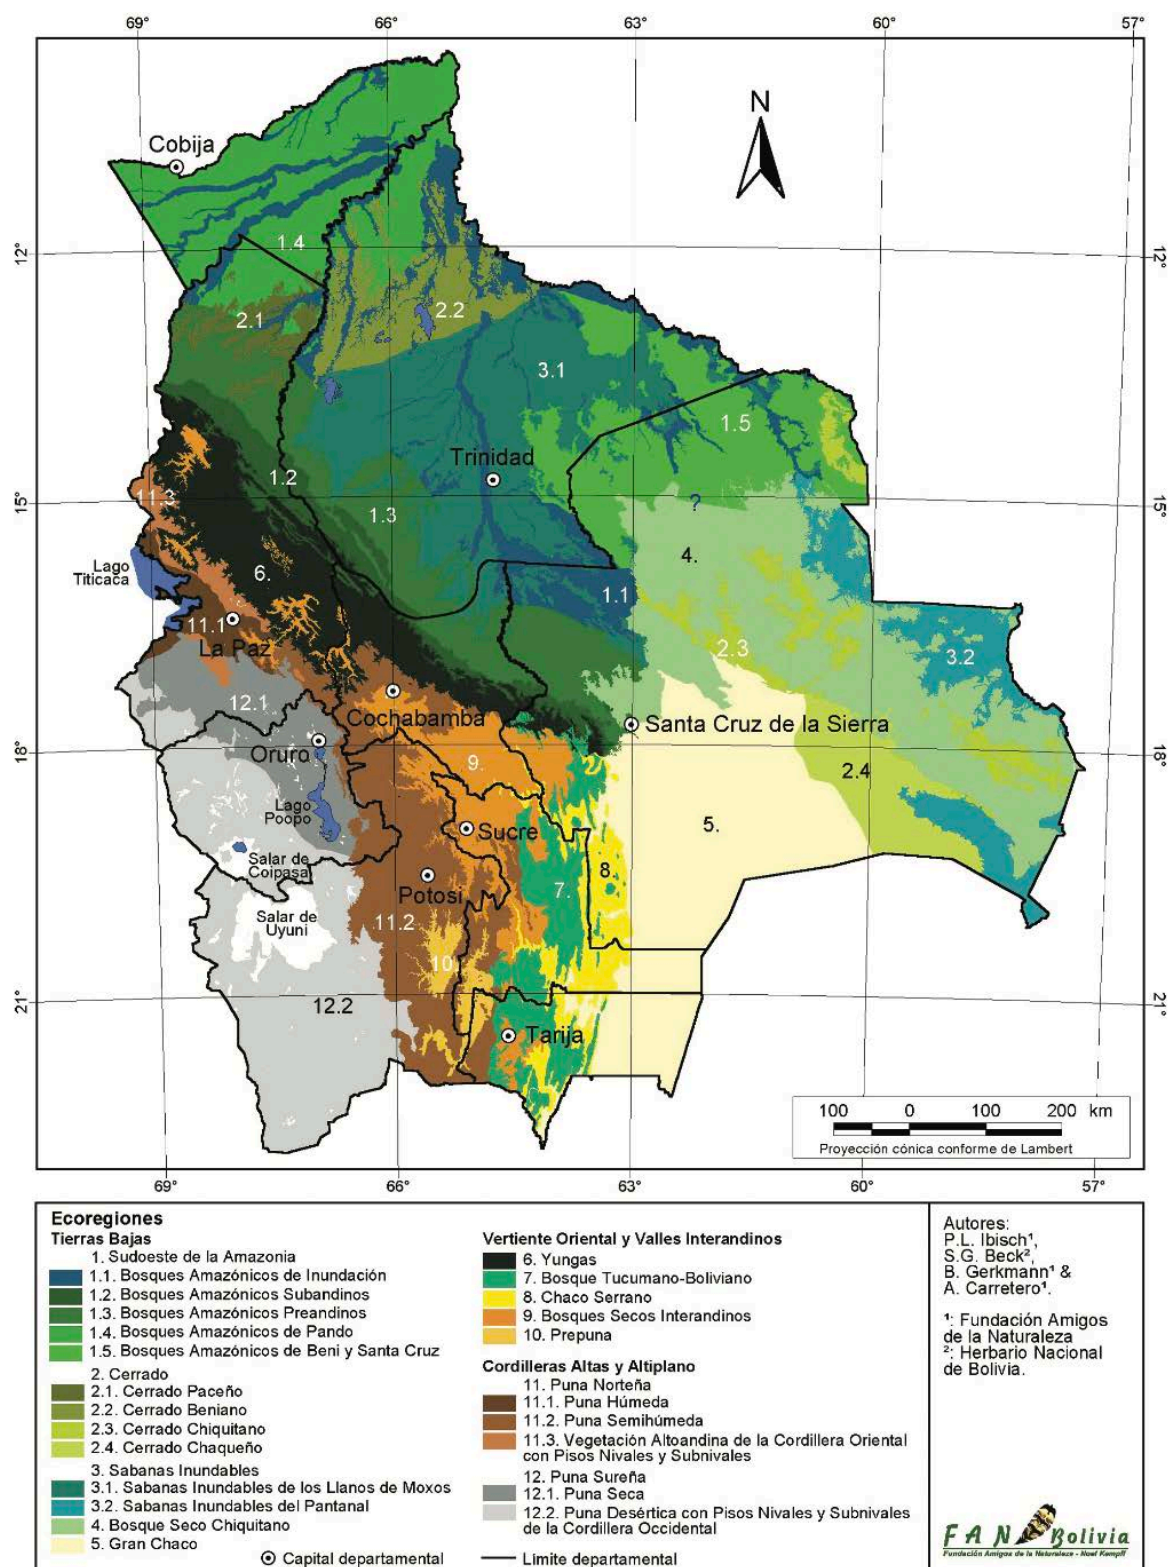 69°
66°
63°
60°
57°
N
Cobija
12°
1.4
12°
2.1
2.2
3.1
1.5
Trinidad
1.2
11.3
1.3
?
15°
15°
4.
Lago
Titicaca
6.
1.1
11.1
La Paz
2.3
3.2
12.1
Cochabamba
Santa Cruz de la Sierra
Oruro
18°
18°
9.
2.4
Lago
Poopo
Sucre
5.
Salar de
Coipasa
Potosi
7.
8
Salar de
Uyuni
11.2
10
12.2
21°
21°
Tarija
100 0 100 200 km
Proyección cónica conforme de Lambert
69°
66°
63°
60°
57°
Ecoregiones
Tierras Bajas
1. Sudoeste de la Amazonia
1.1. Bosques Amazónicos de Inundación
1.2. Bosques Amazónicos Subandinos
1.3. Bosques Amazónicos Preandinos
1.4. Bosques Amazónicos de Pando
1.5. Bosques Amazónicos de Beni y Santa Cruz
2. Cerrado
2.1. Cerrado Paceño
2.2. Cerrado Beniano
2.3. Cerrado Chiquitano
2.4. Cerrado Chaqueño
3. Sabanas Inundables
3.1. Sabanas Inundables de los Llanos de Moxos
3.2. Sabanas Inundables del Pantanal
4. Bosque Seco Chiquitano
5. Gran Chaco
Vertiente Oriental y Valles Interandinos
6. Yungas
7. Bosque Tucumano-Boliviano
8. Chaco Serrano
9. Bosques Secos Interandinos
10. Prepuna
Cordilleras Altas y Altiplano
11. Puna Norteña
11.1. Puna Húmeda
11.2. Puna Semihúmeda
11.3. Vegetación Altoandina de la Cordillera Oriental
con Pisos Nivales y Subnivales
12. Puna Sureña
12.1. Puna Seca
12.2. Puna Desértica con Pisos Nivales y Subnivales
de la Cordillera Occidental
Capital departamental
Limite departamental
Autores:
P.L. Ibisch¹,
S.G. Beck²,
B. Gerkmann¹ &
A. Carretero¹.
¹: Fundación Amigos
de la Naturaleza
²: Herbario Nacional
de Bolivia.
FAN Bolivia
Fundación Amigos de la Naturaleza - Noel Kempff